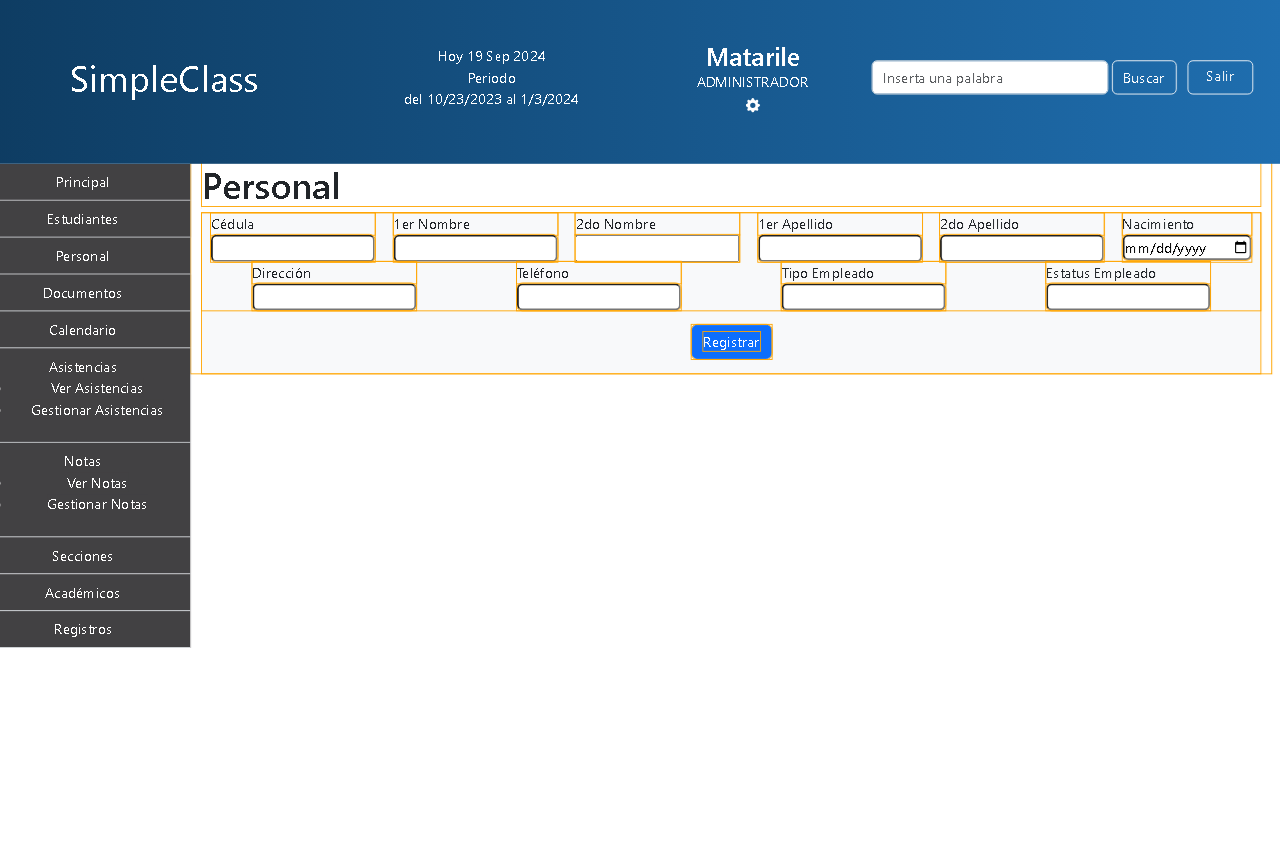 SimpleClass
Hoy 19 Sep 2024
Periodo
del 10/23/2023 al 1/3/2024
Matarile
ADMINISTRADOR
Inserta una palabra
Buscar
Salir
Principal
Estudiantes
Personal
Documentos
Calendario
Asistencias
Ver Asistencias
Gestionar Asistencias
Notas
Ver Notas
Gestionar Notas
Secciones
Académicos
Registros
Personal
Cédula
1er Nombre
2do Nombre
1er Apellido
2do Apellido
Nacimiento
mm/dd/yyyy
Dirección
Teléfono
Tipo Empleado
Estatus Empleado
Registrar